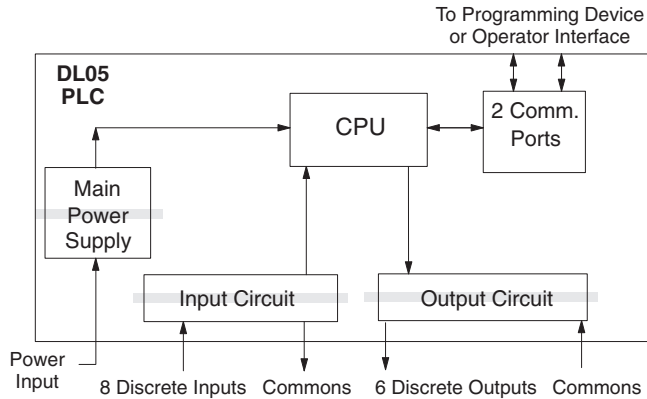 To Programming Device
or Operator Interface
DL05
PLC
CPU
2 Comm.
Ports
Main
Power
Supply
Input Circuit
Output Circuit
Power
Input
8 Discrete Inputs
Commons
6 Discrete Outputs
Commons